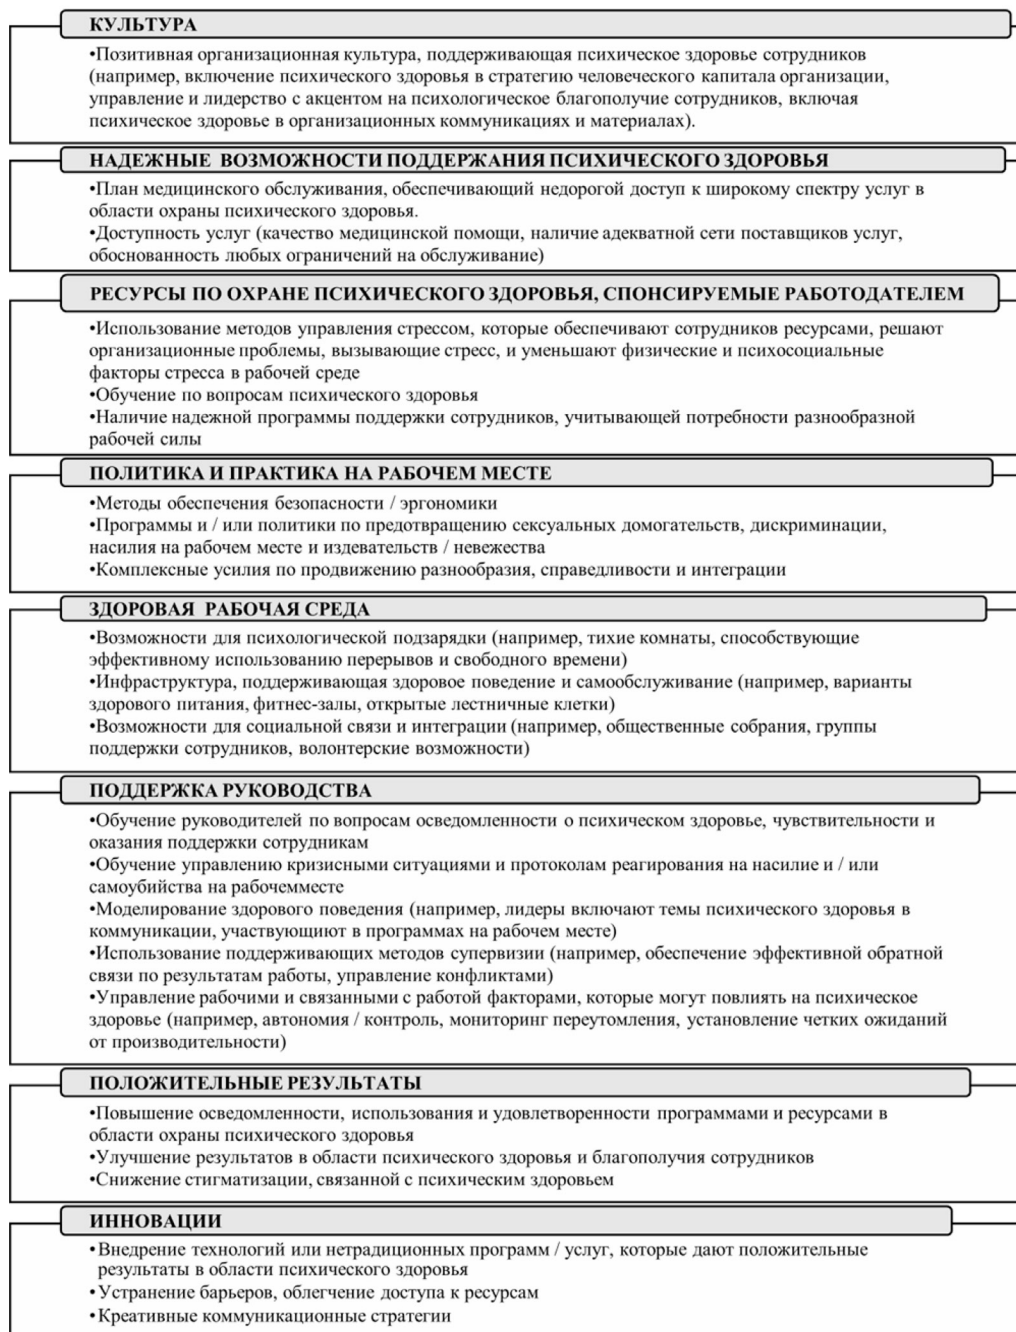 КУЛЬТУРА
•Позитивная организационная культура, поддерживающая психическое здоровье сотрудников
(например, включение психического здоровья в стратегию человеческого капитала организации,
управление и лидерство с акцентом на психологическое благополучие сотрудников, включая
психическое здоровье в организационных коммуникациях и материалах).
НАДЕЖНЫЕ ВОЗМОЖНОСТИ ПОДДЕРЖАНИЯ ПСИХИЧЕСКОГО ЗДОРОВЬЯ
•План медицинского обслуживания, обеспечивающий недорогой доступ к широкому спектру услуг в
области охраны психического здоровья.
•Доступность услуг (качество медицинской помощи, наличие адекватной сети поставщиков услуг,
обоснованность любых ограничений на обслуживание)
РЕСУРСЫ ПО ОХРАНЕ ПСИХИЧЕСКОГО ЗДОРОВЬЯ, СПОНСИРУЕМЫЕ РАБОТОДАТЕЛЕМ
•Использование методов управления стрессом, которые обеспечивают сотрудников ресурсами, решают
организационные проблемы, вызывающие стресс, и уменьшают физические и психосоциальные
факторы стресса в рабочей среде
•Обучение по вопросам психического здоровья
•Наличие надежной программы поддержки сотрудников, учитывающей потребности разнообразной
рабочей силы
ПОЛИТИКА И ПРАКТИКА НА РАБОЧЕМ МЕСТЕ
•Методы обеспечения безопасности / эргономики
•Программы и / или политики по предотвращению сексуальных домогательств, дискриминации,
насилия на рабочем месте и издевательств / невежества
•Комплексные усилия по продвижению разнообразия, справедливости и интеграции
ЗДОРОВАЯ РАБОЧАЯ СРЕДА
•Возможности для психологической подзарядки (например, тихие комнаты, способствующие
эффективному использованию перерывов и свободного времени)
•Инфраструктура, поддерживающая здоровое поведение и самообслуживание (например, варианты
здорового питания, фитнес-залы, открытые лестничные клетки)
•Возможности для социальной связи и интеграции (например, общественные собрания, группы
поддержки сотрудников, волонтерские возможности)
ПОДДЕРЖКА РУКОВОДСТВА
•Обучение руководителей по вопросам осведомленности о психическом здоровье, чувствительности и
оказания поддержки сотрудникам
•Обучение управлению кризисными ситуациями и протоколам реагирования на насилие и / или
самоубийства на рабочемместе
•Моделирование здорового поведения (например, лидеры включают темы психического здоровья в
коммуникации, участвующиют в программах на рабочем месте)
•Использование поддерживающих методов супервизии (например, обеспечение эффективной обратной
связи по результатам работы, управление конфликтами)
•Управление рабочими и связанными с работой факторами, которые могут повлиять на психическое
здоровье (например, автономия / контроль, мониторинг переутомления, установление четких ожиданий
от производительности)
ПОЛОЖИТЕЛЬНЫЕ РЕЗУЛЬТАТЫ
•Повышение осведомленности, использования и удовлетворенности программами и ресурсами в
области охраны психического здоровья
•Улучшение результатов в области психического здоровья и благополучия сотрудников
•Снижение стигматизации, связанной с психическим здоровьем
ИННОВАЦИИ
•Внедрение технологий или нетрадиционных программ / услуг, которые дают положительные
результаты в области психического здоровья
•Устранение барьеров, облегчение доступа к ресурсам
•Креативные коммуникационные стратегии